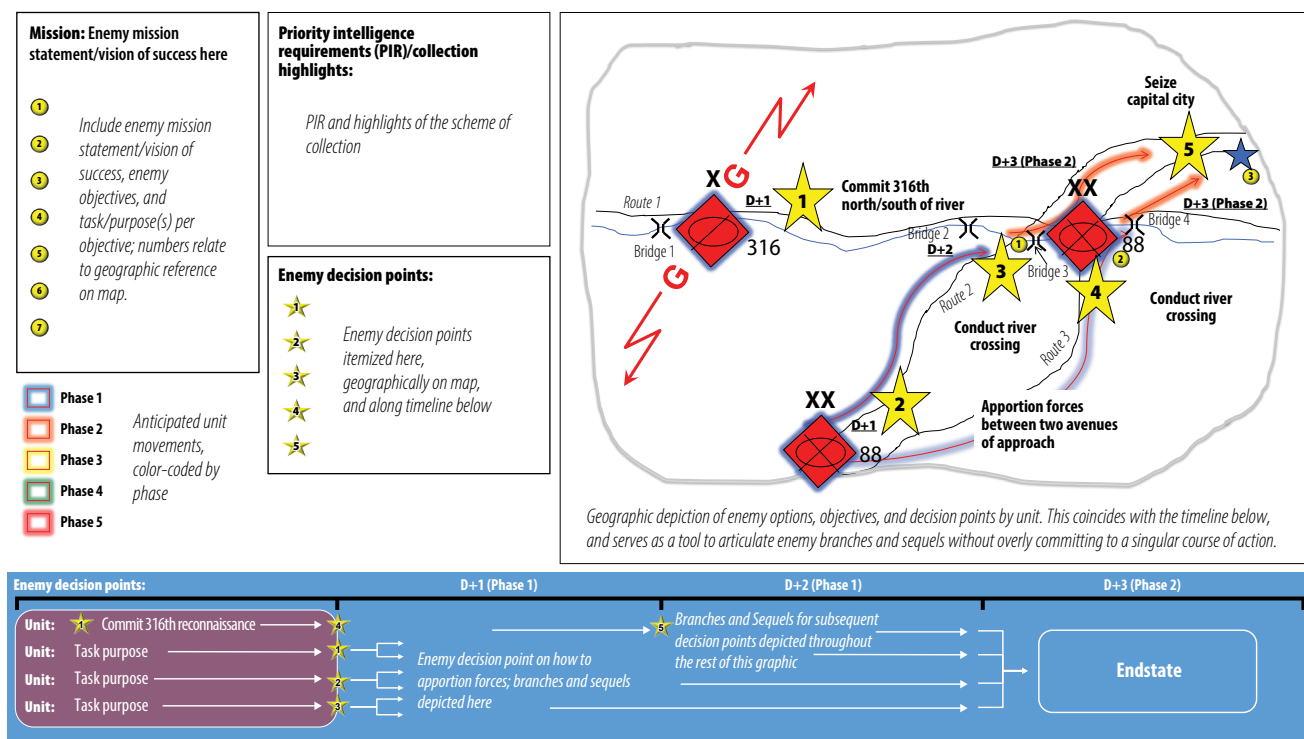 Mission: Enemy mission
statement/vision of success here
1
2
3
4
5
6
7
Include enemy mission
statement/vision of
success, enemy
objectives, and
task/purpose(s) per
objective; numbers relate
to geographic reference
on map.
Phase 1
Phase 2
Phase 3
Phase 4
Phase 5
Anticipated unit
movements,
color-coded by
phase
Priority intelligence
requirements (PIR)/collection
highlights:
PIR and highlights of the scheme of
collection
Enemy decision points:
1
2
3
4
5
Enemy decision points
itemized here,
geographically on map,
and along timeline below
Seize
capital city
5
3
D+3 (Phase 2)
XX
D+3 (Phase 2)
X
G
Route 1
D+1
1
Commit 316th
north/south of river
Bridge 1
316
Bridge 2
D+2
1
Bridge 3
88
2
Bridge 4
G
3
4
Route 2
Conduct river
crossing
Route 3
Conduct river
crossing
XX
2
D+1
88
Apportion forces
between two avenues
of approach
Geographic depiction of enemy options, objectives, and decision points by unit. This coincides with the timeline below,
and serves as a tool to articulate enemy branches and sequels without overly committing to a singular course of action.
Enemy decision points:
D+1 (Phase 1)
D+2 (Phase 1)
D+3 (Phase 2)
Unit: 1 Commit 316th reconnaissance 4
Unit: Task purpose 1
Unit: Task purpose 2
Unit: Task purpose 3
Enemy decision point on how to
apportion forces; branches and sequels
depicted here
5
Branches and Sequels for subsequent
decision points depicted throughout
the rest of this graphic
Endstate